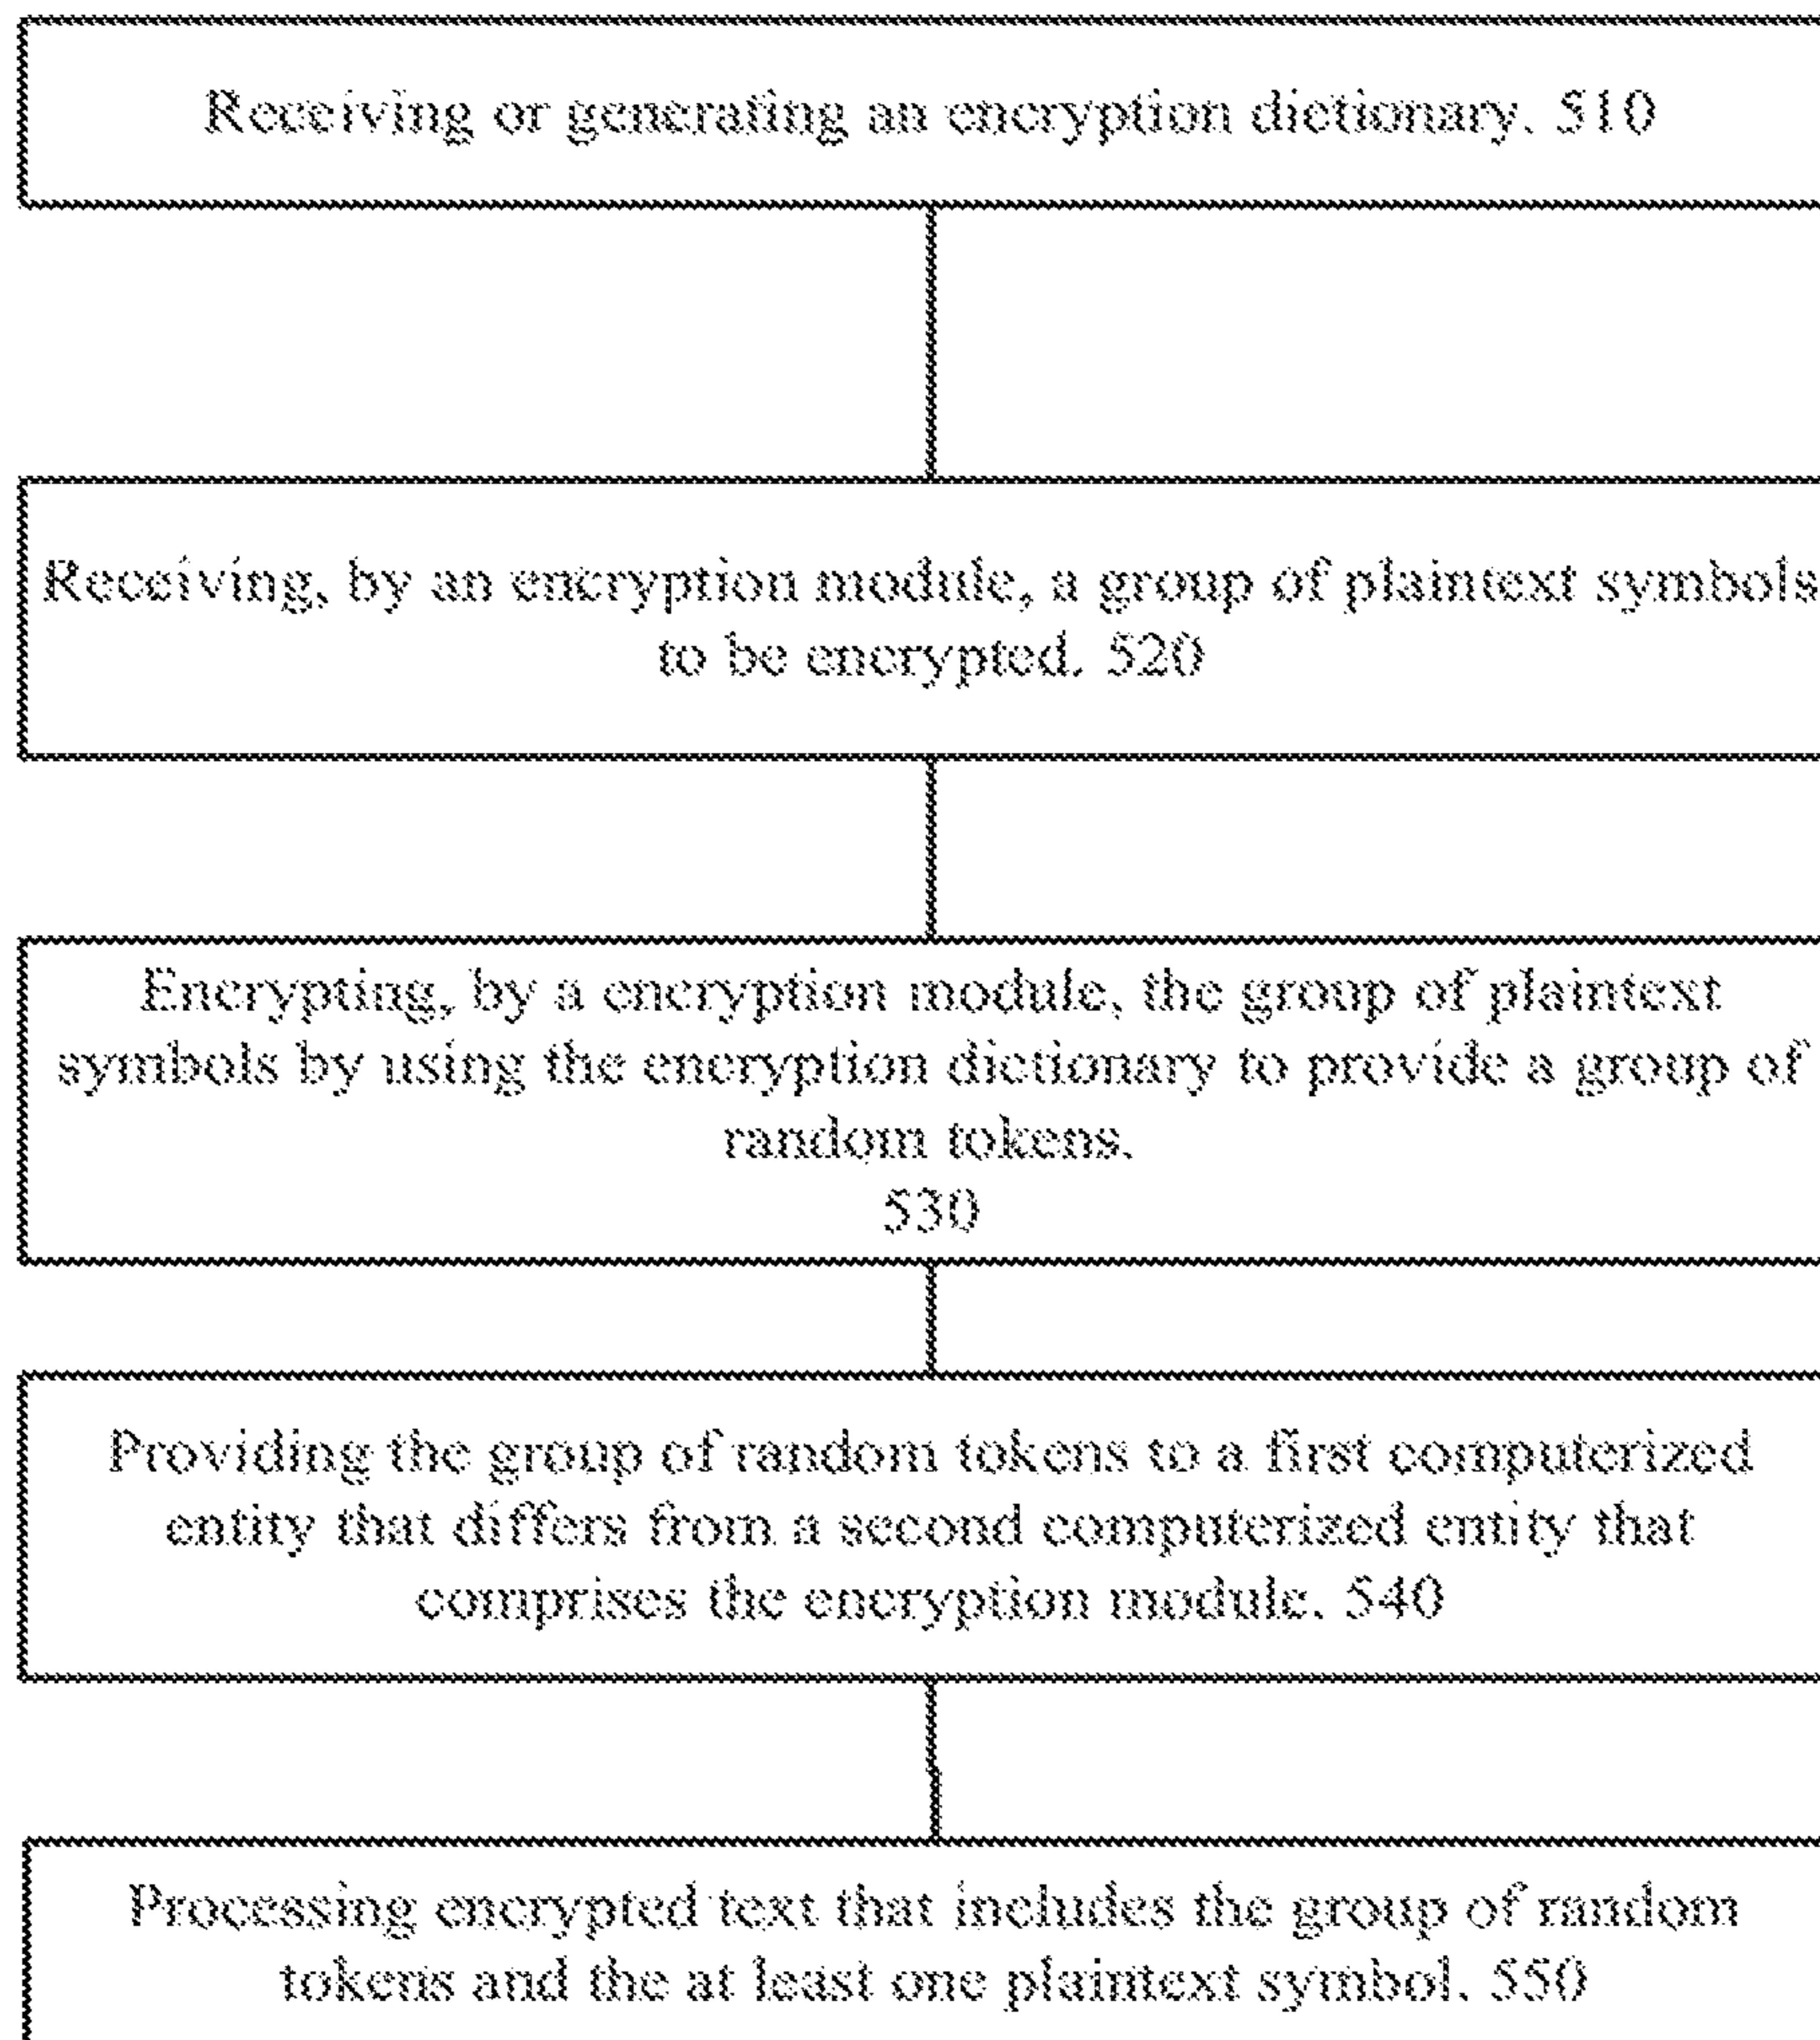 Receiving or generating an encryption dictionary. 510
Receiving, by an encryption module, a group of plaintext symbols
to be encrypted. 520
Encrypting, by a encryption module, the group of plaintext
symbols by using the encryption dictionary to provide a group of
random tokens.
530
Providing the group of random tokens to a first computerized
entity that differs from a second computerized entity that
comprises the encryption module. 540
Processing encrypted text that includes the group of random
tokens and the at least one plaintext symbol. 550